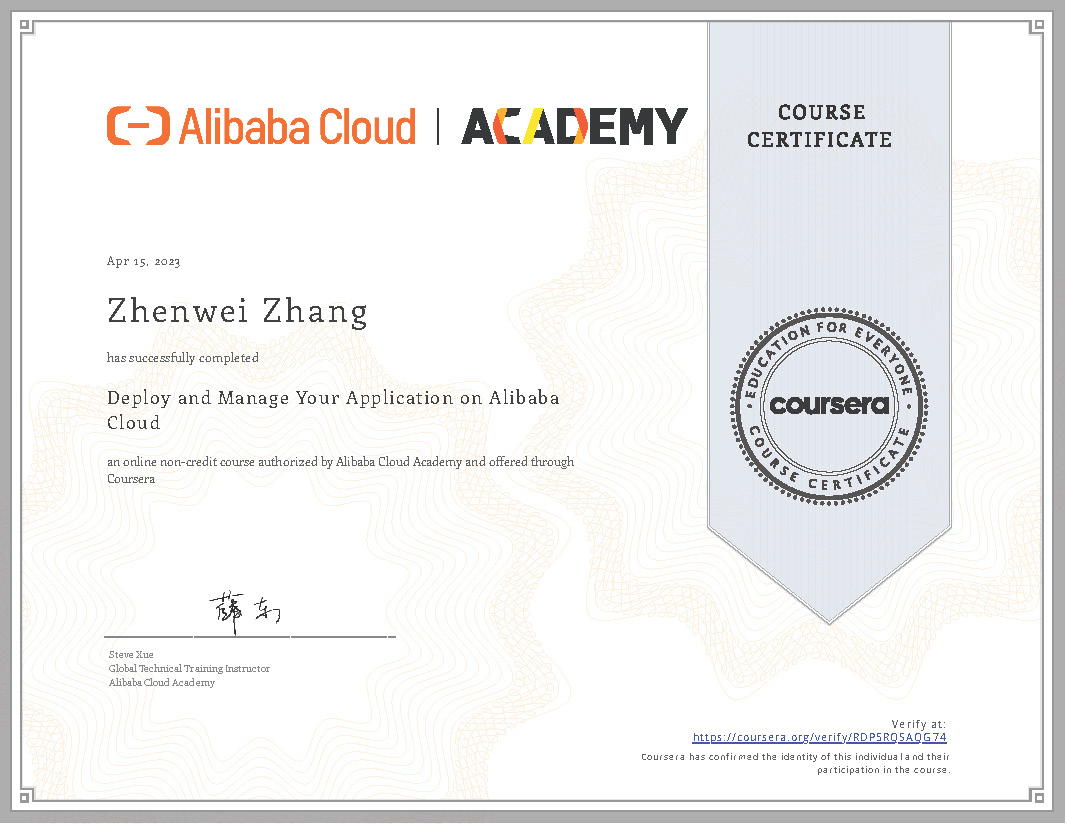 Alibaba Cloud | ACADEMY
COURSE
CERTIFICATE
Apr 15, 2023
Zhenwei Zhang
has successfully completed
Deploy and Manage Your Application on Alibaba
Cloud
an online non-credit course authorized by Alibaba Cloud Academy and offered through
Coursera
EDUCATION FOR EVERYONE
coursera
COURSE CERTIFICATE
薛东
Steve Xue
Global Technical Training Instructor
Alibaba Cloud Academy
Verify at:
https://coursera.org/verify/RDP5RQSAQG74
Coursera has confirmed the identity of this individual and their
participation in the course.